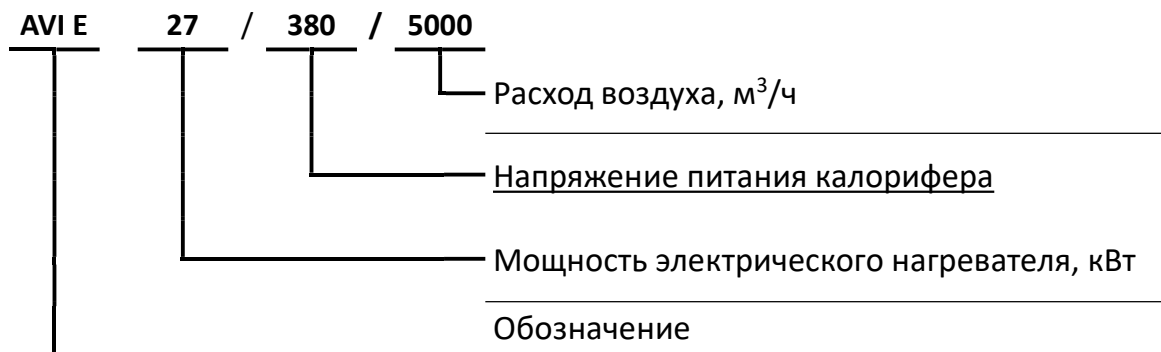 AVI E 27 / 380 / 5000
Расход воздуха, м³/ч
Напряжение питания калорифера
Мощность электрического нагревателя, кВт
Обозначение